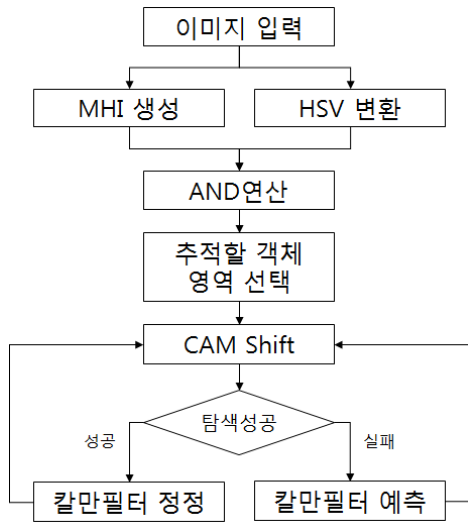 이미지 입력
MHI 생성
HSV 변환
AND연산
추적할 객체
영역 선택
CAM Shift
탐색성공
성공
실패
칼만필터 정정
칼만필터 예측